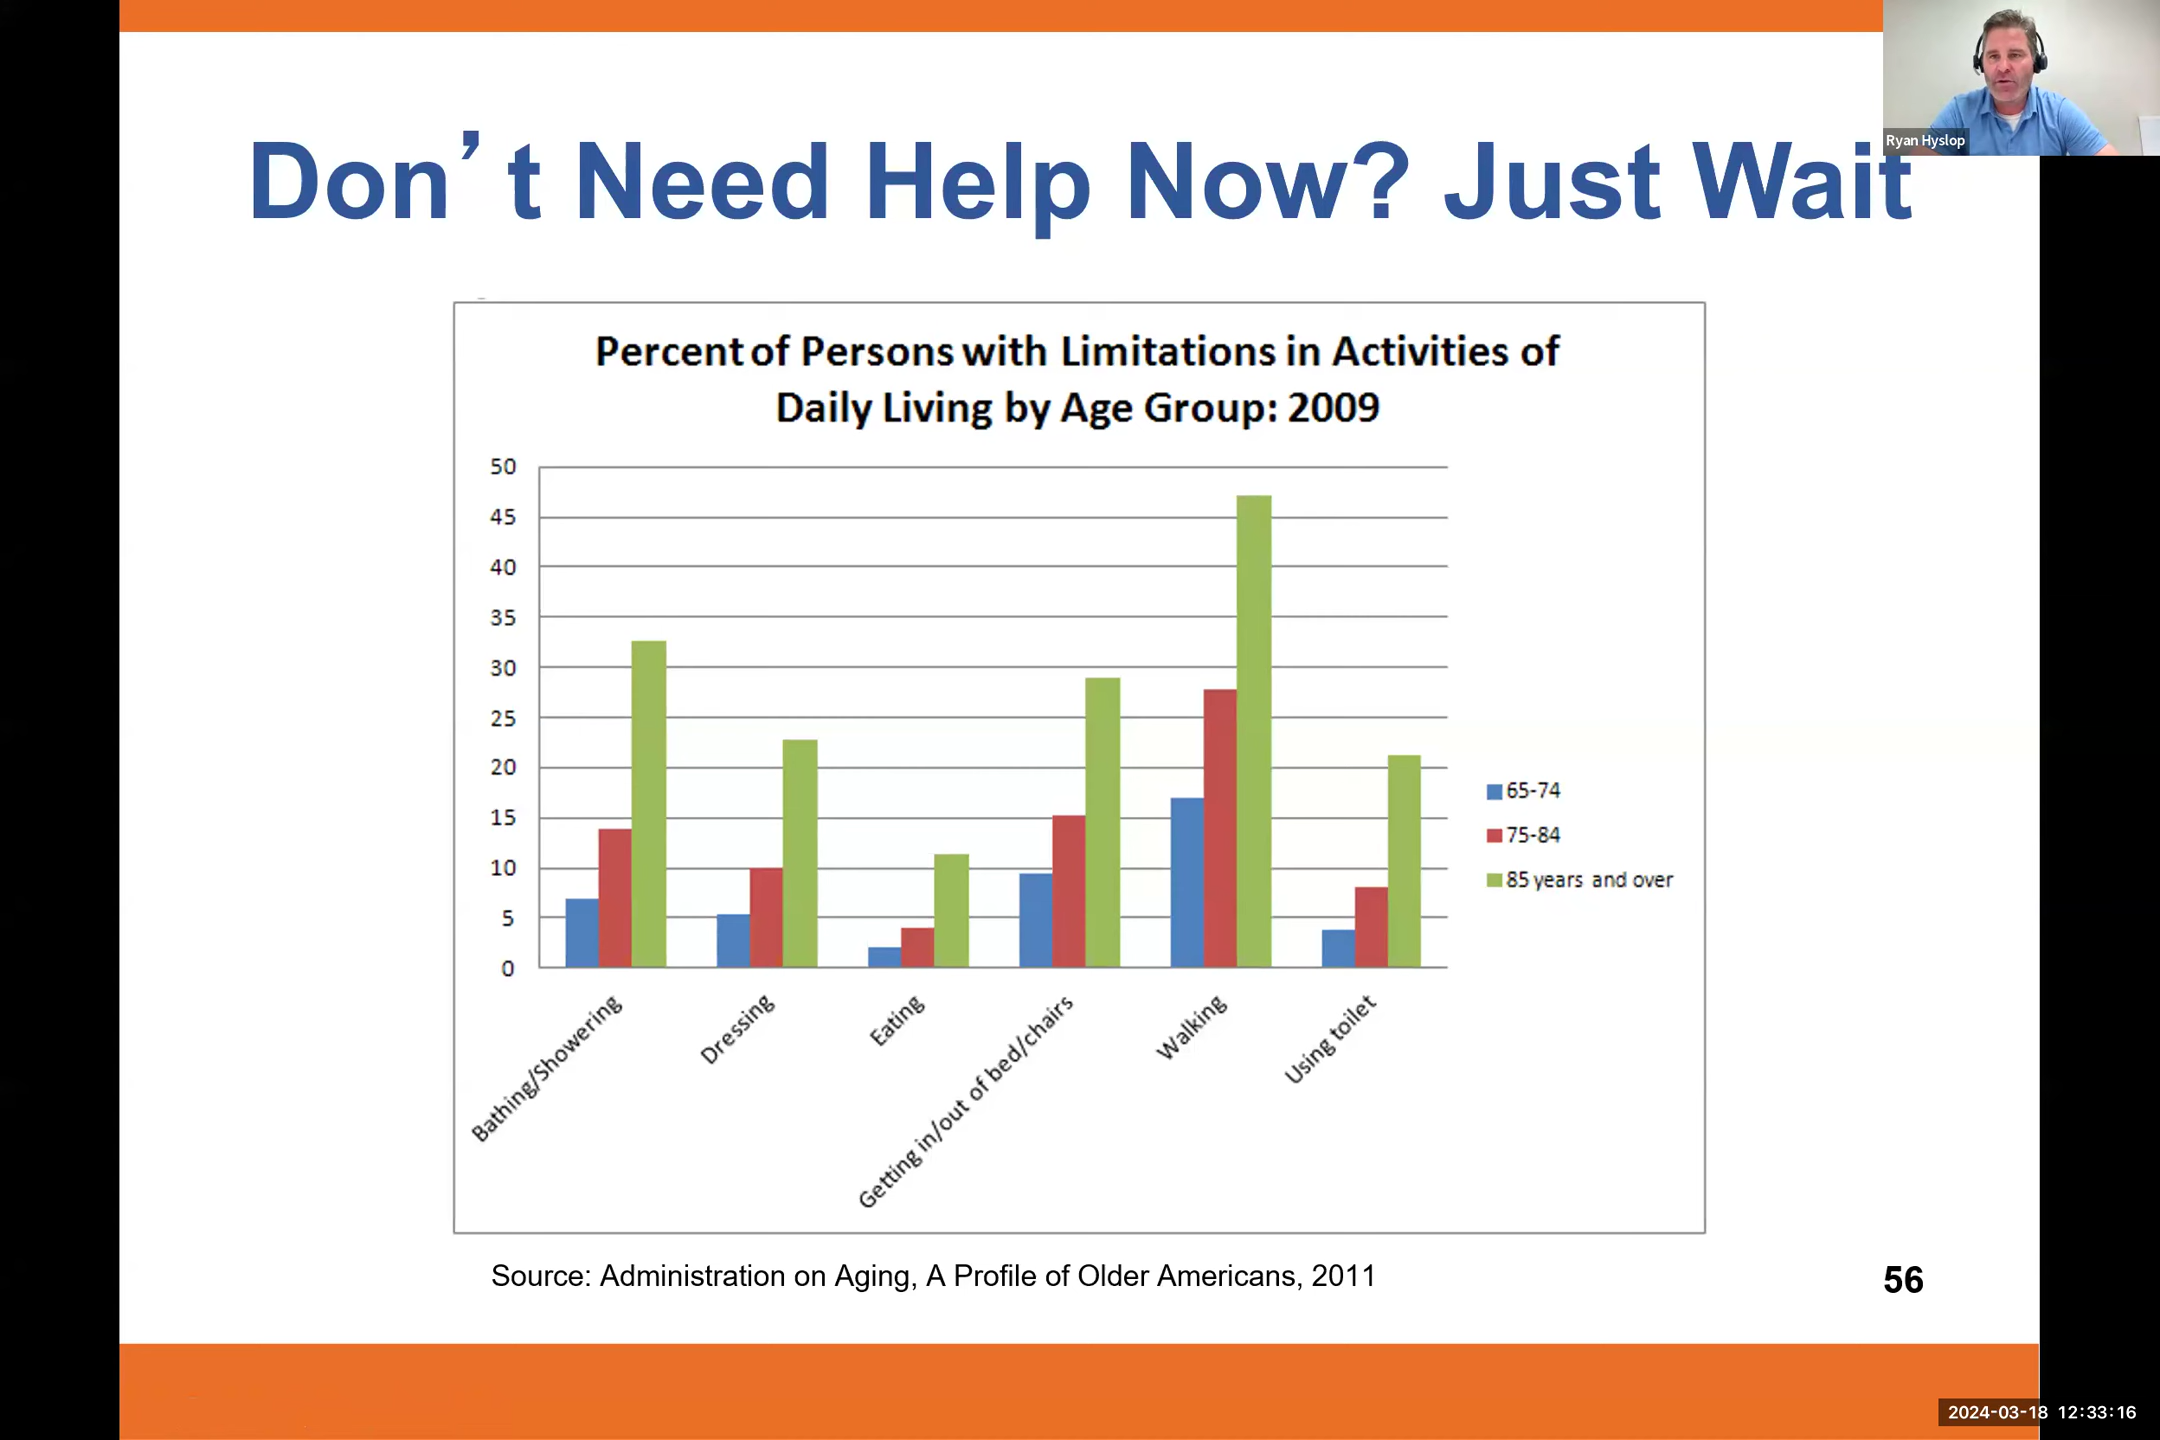 Ryan Hyslop
Don’t Need Help Now? Just Wait
Percent of Persons with Limitations in Activities of
Daily Living by Age Group: 2009
50
45
40
35
30
25
20
15
10
5
0
65-74
75-84
85 years and over
Bathing/Showering
Dressing
Eating
Getting in/out of bed/chairs
Walking
Using toilet
Source: Administration on Aging, A Profile of Older Americans, 2011
56
2024-03-18 12:33:16